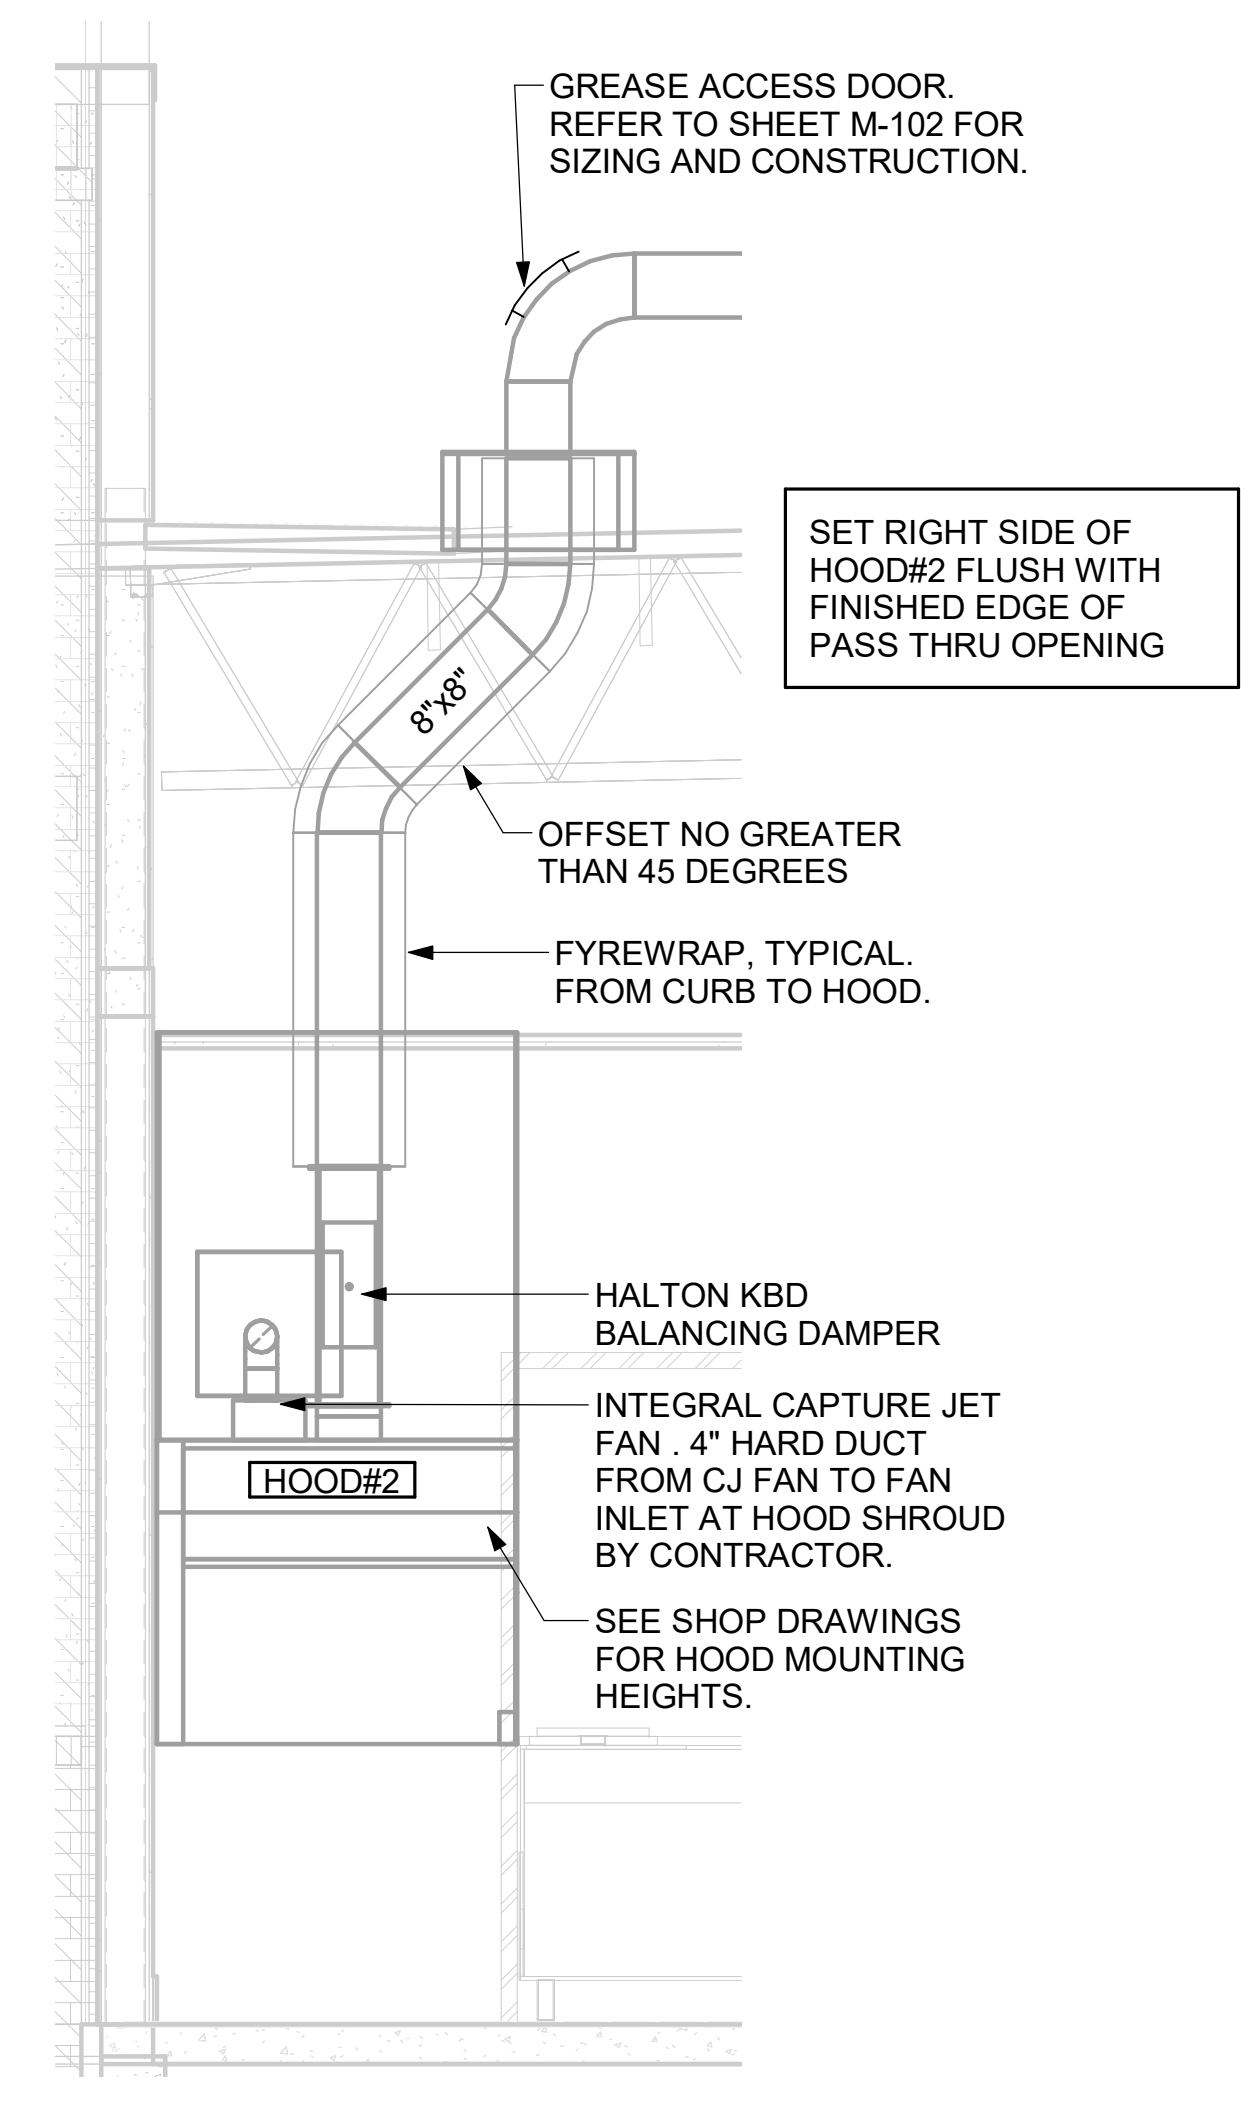 GREASE ACCESS DOOR.
REFER TO SHEET M-102 FOR
SIZING AND CONSTRUCTION.
SET RIGHT SIDE OF
HOOD#2 FLUSH WITH
FINISHED EDGE OF
PASS THRU OPENING
8"x8"
OFFSET NO GREATER
THAN 45 DEGREES
FYREWRAP, TYPICAL.
FROM CURB TO HOOD.
HALTON KBD
BALANCING DAMPER
INTEGRAL CAPTURE JET
FAN . 4" HARD DUCT
FROM CJ FAN TO FAN
INLET AT HOOD SHROUD
BY CONTRACTOR.
HOOD#2
SEE SHOP DRAWINGS
FOR HOOD MOUNTING
HEIGHTS.